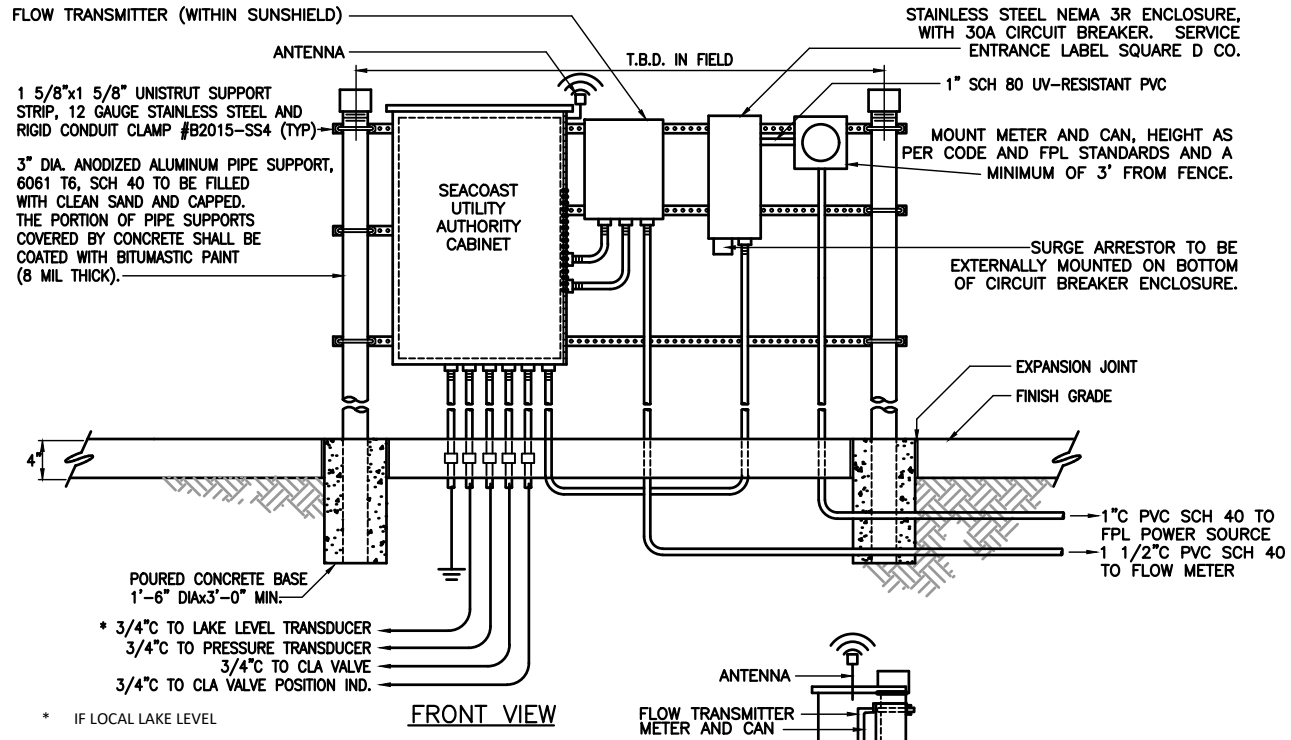 FLOW TRANSMITTER (WITHIN SUNSHIELD)
ANTENNA
1 5/8"x1 5/8" UNISTRUT SUPPORT
STRIP, 12 GAUGE STAINLESS STEEL AND
RIGID CONDUIT CLAMP #B2015-SS4 (TYP)
3" DIA. ANODIZED ALUMINUM PIPE SUPPORT,
6061 T6, SCH 40 TO BE FILLED
WITH CLEAN SAND AND CAPPED.
THE PORTION OF PIPE SUPPORTS
COVERED BY CONCRETE SHALL BE
COATED WITH BITUMASTIC PAINT
(8 MIL THICK).
T.B.D. IN FIELD
STAINLESS STEEL NEMA 3R ENCLOSURE,
WITH 30A CIRCUIT BREAKER. SERVICE
ENTRANCE LABEL SQUARE D CO.
1" SCH 80 UV-RESISTANT PVC
MOUNT METER AND CAN, HEIGHT AS
PER CODE AND FPL STANDARDS AND A
MINIMUM OF 3' FROM FENCE.
SEACOAST
UTILITY
AUTHORITY
CABINET
SURGE ARRESTOR TO BE
EXTERNALLY MOUNTED ON BOTTOM
OF CIRCUIT BREAKER ENCLOSURE.
EXPANSION JOINT
FINISH GRADE
4"
1"C PVC SCH 40 TO
FPL POWER SOURCE
1 1/2"C PVC SCH 40
TO FLOW METER
POURED CONCRETE BASE
1'-6" DIAx3'-0" MIN.
* 3/4"C TO LAKE LEVEL TRANSDUCER
3/4"C TO PRESSURE TRANSDUCER
3/4"C TO CLA VALVE
3/4"C TO CLA VALVE POSITION IND.
* IF LOCAL LAKE LEVEL
FRONT VIEW
ANTENNA
FLOW TRANSMITTER
METER AND CAN